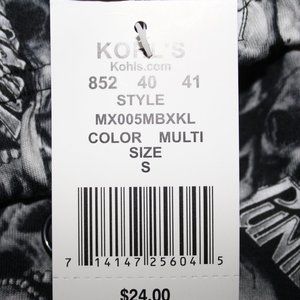 KOHL'S
Kohls.com
852 40 41
STYLE
MX005MBXKL
COLOR MULTI
SIZE
S
7 14147 25604 5
$24.00